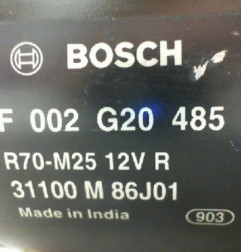 BOSCH
F 002 G20 485
R70-M25 12V R
31100 M 86J01
Made in India 903